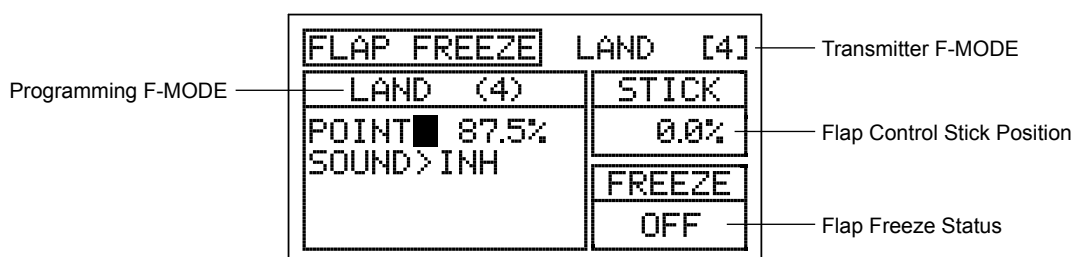 FLAP FREEZE LAND [4]
Transmitter F-MODE
Programming F-MODE
LAND (4)
STICK
POINT 87.5%
0.0%
Flap Control Stick Position
SOUND>INH
FREEZE
OFF
Flap Freeze Status